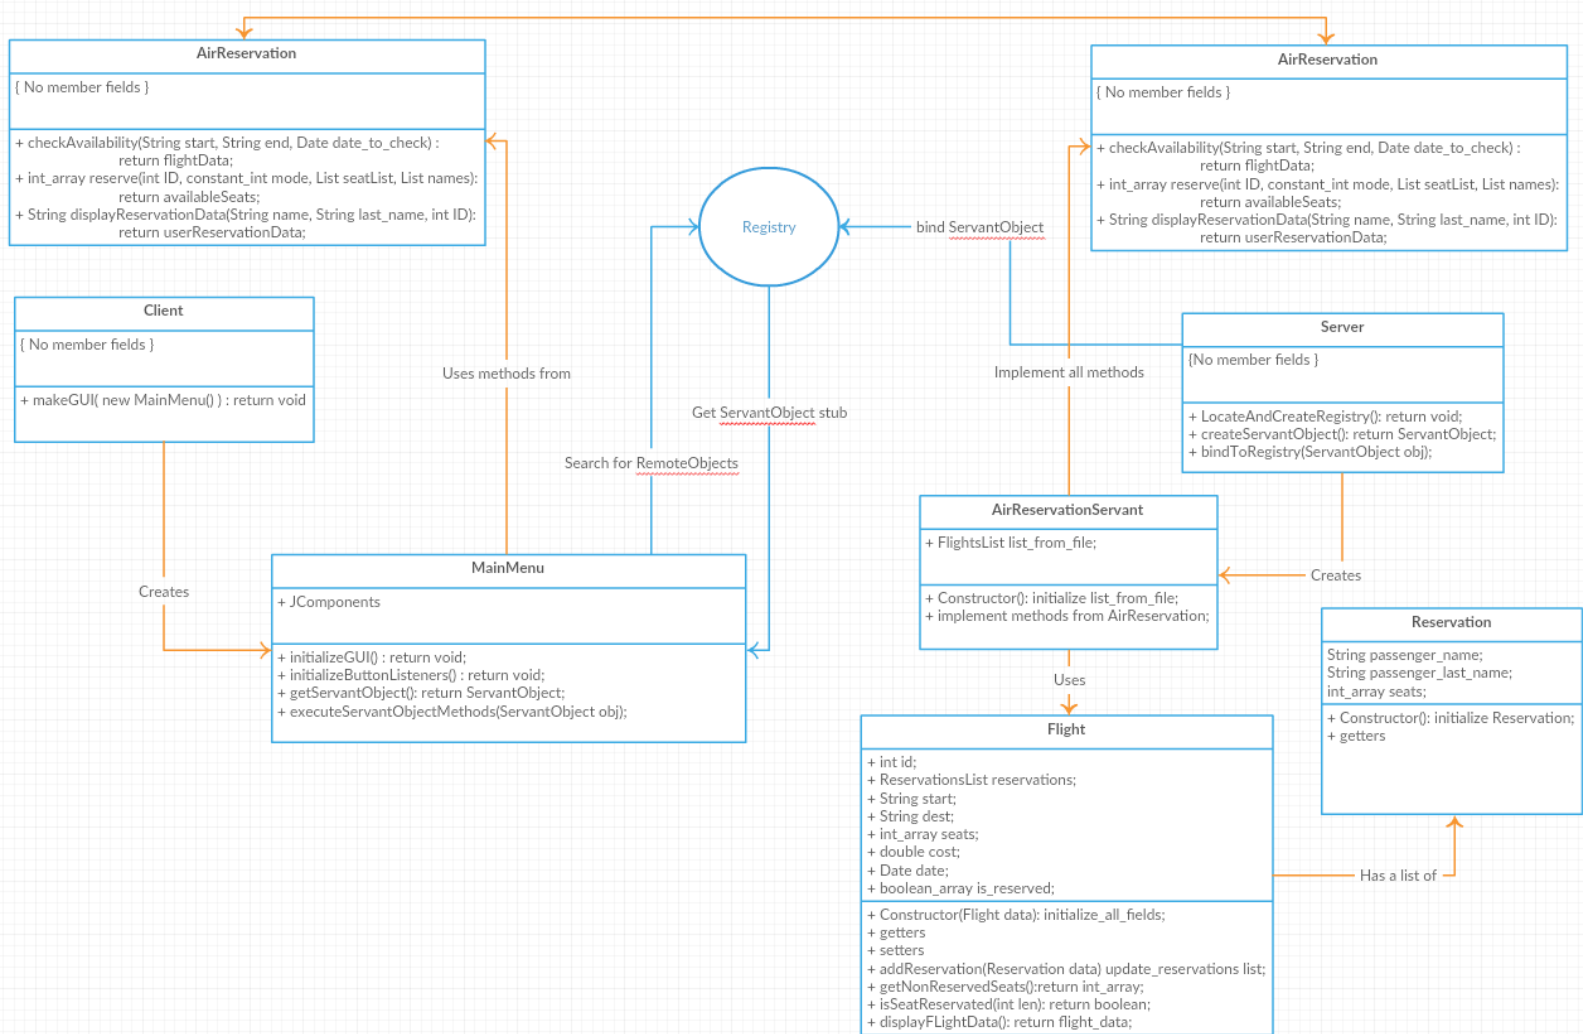 AirReservation
{ No member fields }
+ checkAvailability(String start, String end, Date date_to_check) :
return flightData;
+ int_array reserve(int ID, constant_int mode, List seatList, List names):
return availableSeats;
+ String displayReservationData(String name, String last_name, int ID):
return userReservationData;
AirReservation
{ No member fields }
+ checkAvailability(String start, String end, Date date_to_check) :
return flightData;
+ int_array reserve(int ID, constant_int mode, List seatList, List names):
return availableSeats;
+ String displayReservationData(String name, String last_name, int ID):
return userReservationData;
Registry
bind ServantObject
Client
{ No member fields }
+ makeGUI( new MainMenu() ) : return void
Server
{No member fields }
+ LocateAndCreateRegistry(): return void;
+ createServantObject(): return ServantObject;
+ bindToRegistry(ServantObject obj);
Uses methods from
Implement all methods
Get ServantObject stub
Search for RemoteObjects
AirReservationServant
+ FlightsList list_from_file;
+ Constructor(): initialize list_from_file;
+ implement methods from AirReservation;
Creates
Creates
MainMenu
+ JComponents
+ initializeGUI() : return void;
+ initializeButtonListeners() : return void;
+ getServantObject(): return ServantObject;
+ executeServantObjectMethods(ServantObject obj);
Reservation
String passenger_name;
String passenger_last_name;
int_array seats;
+ Constructor(): initialize Reservation;
+ getters
Uses
Flight
+ int id;
+ ReservationsList reservations;
+ String start;
+ String dest;
+ int_array seats;
+ double cost;
+ Date date;
+ boolean_array is_reserved;
+ Constructor(Flight data): initialize_all_fields;
+ getters
+ setters
+ addReservation(Reservation data) update_reservations list;
+ getNonReservedSeats():return int_array;
+ isSeatReservated(int len): return boolean;
+ displayFLightData(): return flight_data;
Has a list of